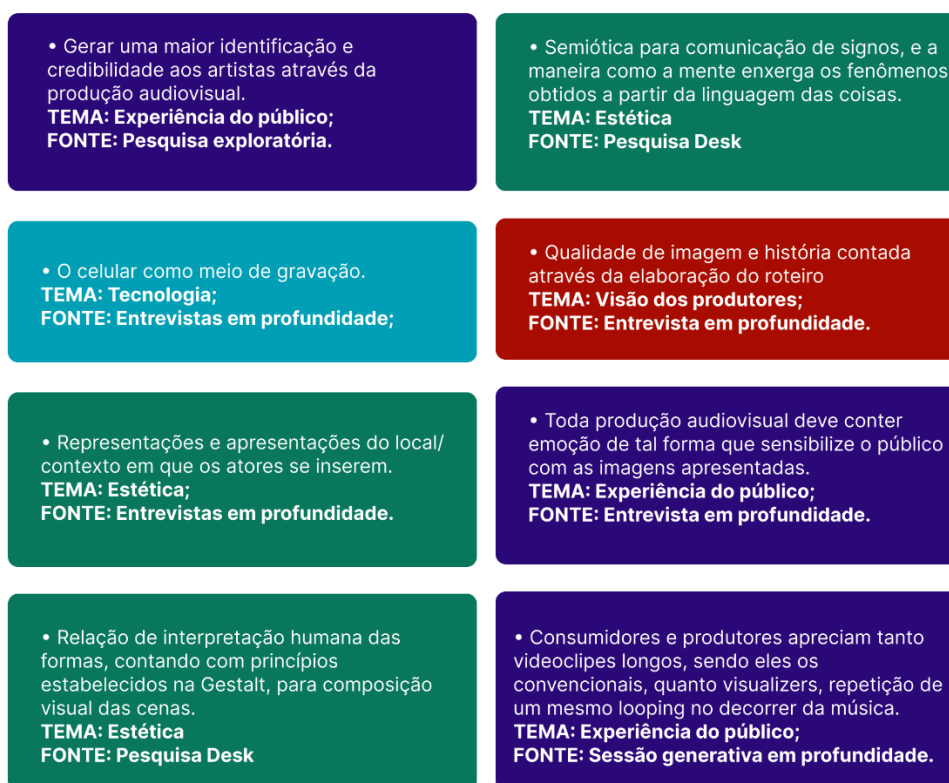 • Gerar uma maior identificação e
credibilidade aos artistas através da
produção audiovisual.
TEMA: Experiência do público;
FONTE: Pesquisa exploratória.
• Semiótica para comunicação de signos, e a
maneira como a mente enxerga os fenômenos
obtidos a partir da linguagem das coisas.
TEMA: Estética
FONTE: Pesquisa Desk
• O celular como meio de gravação.
TEMA: Tecnologia;
FONTE: Entrevistas em profundidade;
• Qualidade de imagem e história contada
através da elaboração do roteiro
TEMA: Visão dos produtores;
FONTE: Entrevista em profundidade.
• Representações e apresentações do local/
contexto em que os atores se inserem.
TEMA: Estética;
FONTE: Entrevistas em profundidade.
• Toda produção audiovisual deve conter
emoção de tal forma que sensibilize o público
com as imagens apresentadas.
TEMA: Experiência do público;
FONTE: Entrevista em profundidade.
• Relação de interpretação humana das
formas, contando com princípios
estabelecidos na Gestalt, para composição
visual das cenas.
TEMA: Estética
FONTE: Pesquisa Desk
• Consumidores e produtores apreciam tanto
videoclipes longos, sendo eles os
convencionais, quanto visualizers, repetição de
um mesmo looping no decorrer da música.
TEMA: Experiência do público;
FONTE: Sessão generativa em profundidade.